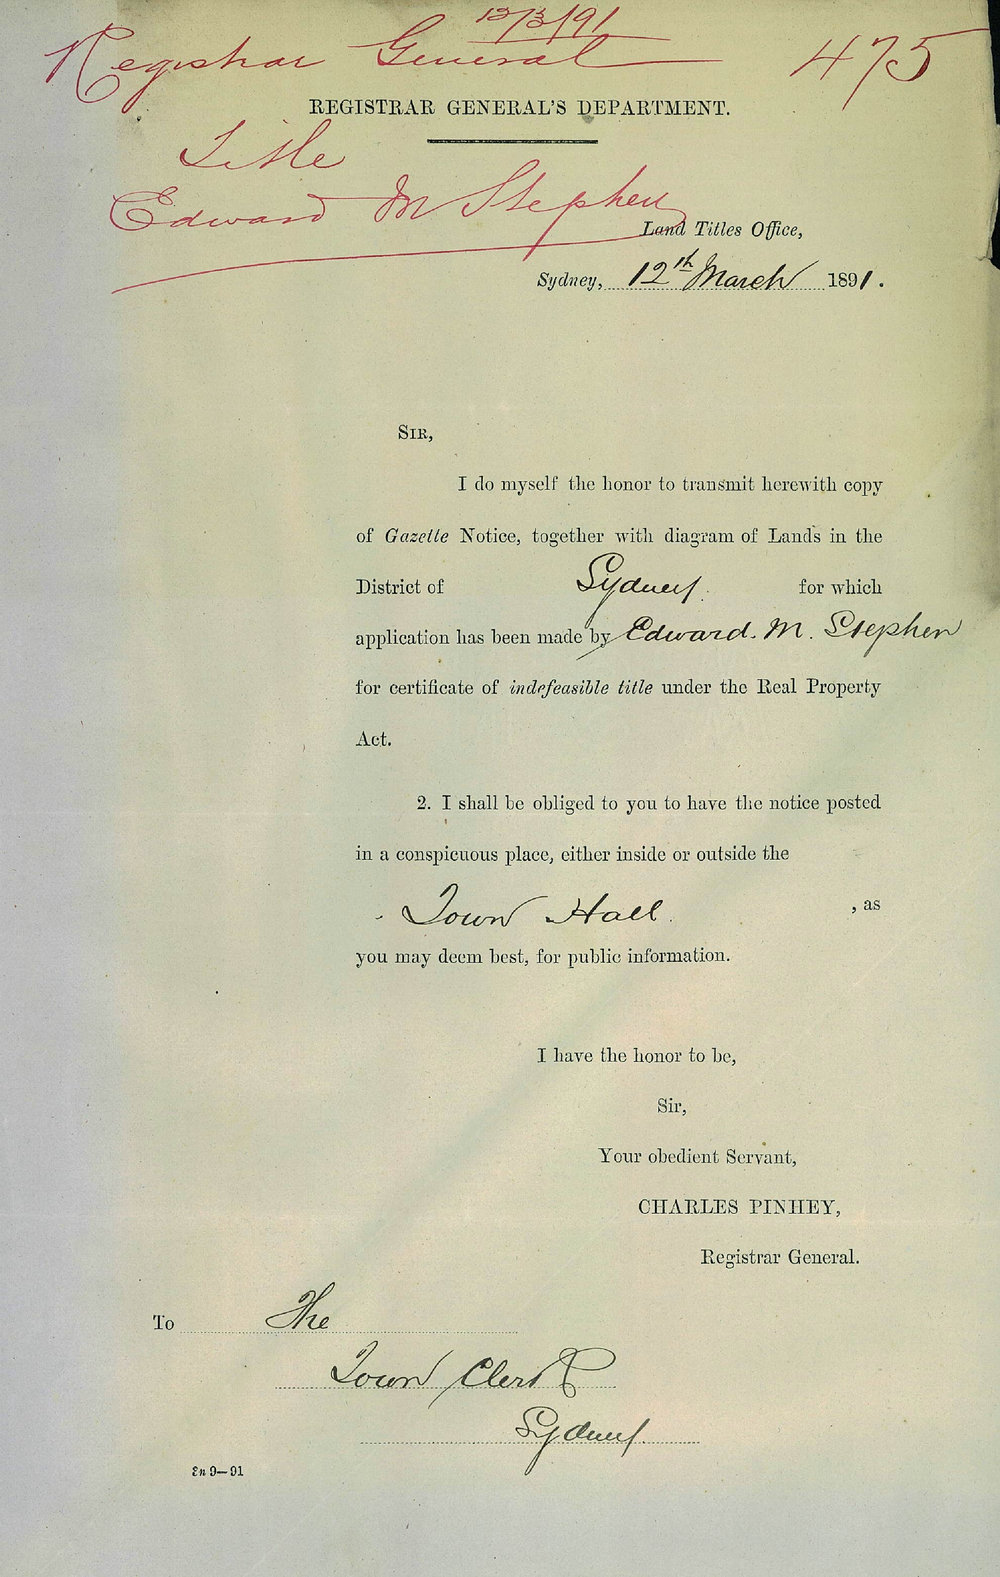 13/3/91
Registrar General 475
REGISTRAR GENERAL'S DEPARTMENT.
Title
Edward M Stephen
Land Titles Office,
Sydney, 12th March 1891.
SIR,
I do myself the honor to transmit herewith copy
of Gazette Notice, together with diagram of Lands in the
District of Sydney. for which
application has been made by Edward. M. Stephen
for certificate of indefeasible title under the Real Property
Act.
2. I shall be obliged to you to have the notice posted
in a conspicuous place, either inside or outside the
Town Hall. , as
you may deem best, for public information.
I have the honor to be,
Sir,
Your obedient Servant,
CHARLES PINHEY,
Registrar General.
To The
Town Clerk
Sydney.
9—91